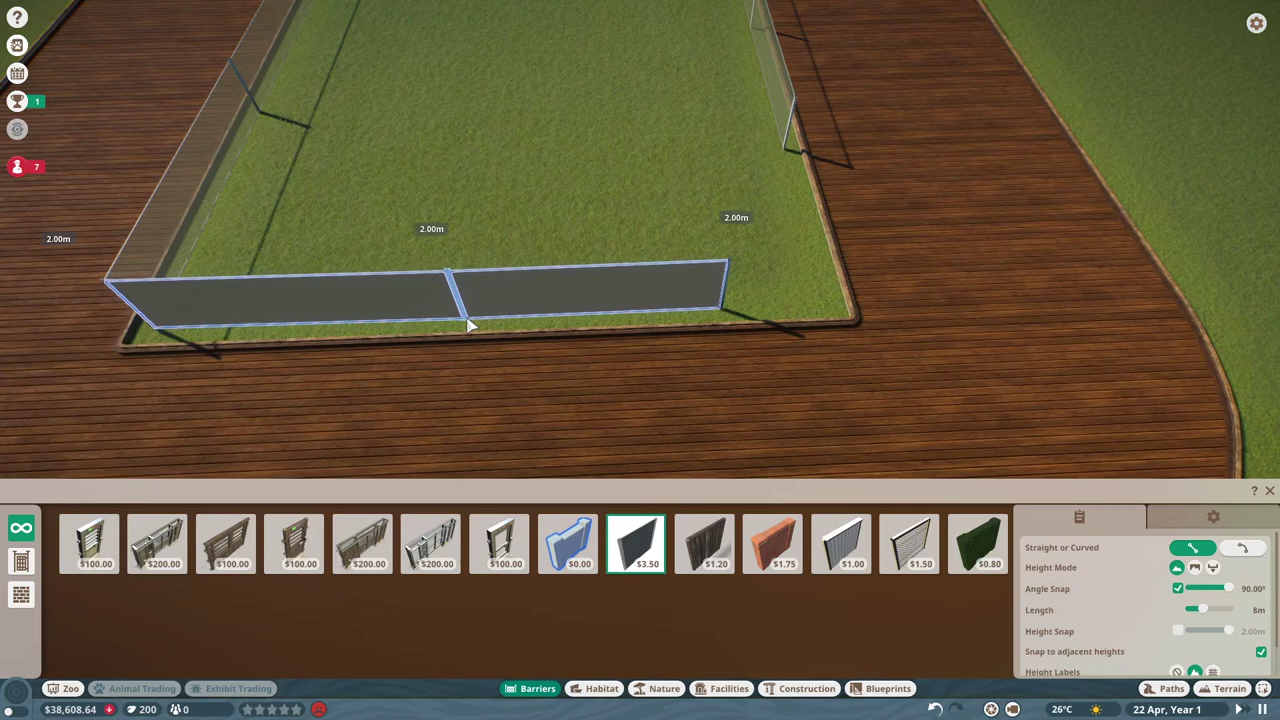 ?
1
7
2.00m
2.00m
2.00m
?
$100.00
$200.00
$100.00
$100.00
$200.00
$200.00
$100.00
$0.00
$3.50
$1.20
$1.75
$1.00
$1.50
$0.80
Straight or Curved
Height Mode
Angle Snap
90.00°
Length
8m
Height Snap
2.00m
Snap to adjacent heights
Height Labels
Zoo
Animal Trading
Exhibit Trading
Barriers
Habitat
Nature
Facilities
Construction
Blueprints
Paths
Terrain
$38,608.64
200
0
26°C
22 Apr, Year 1